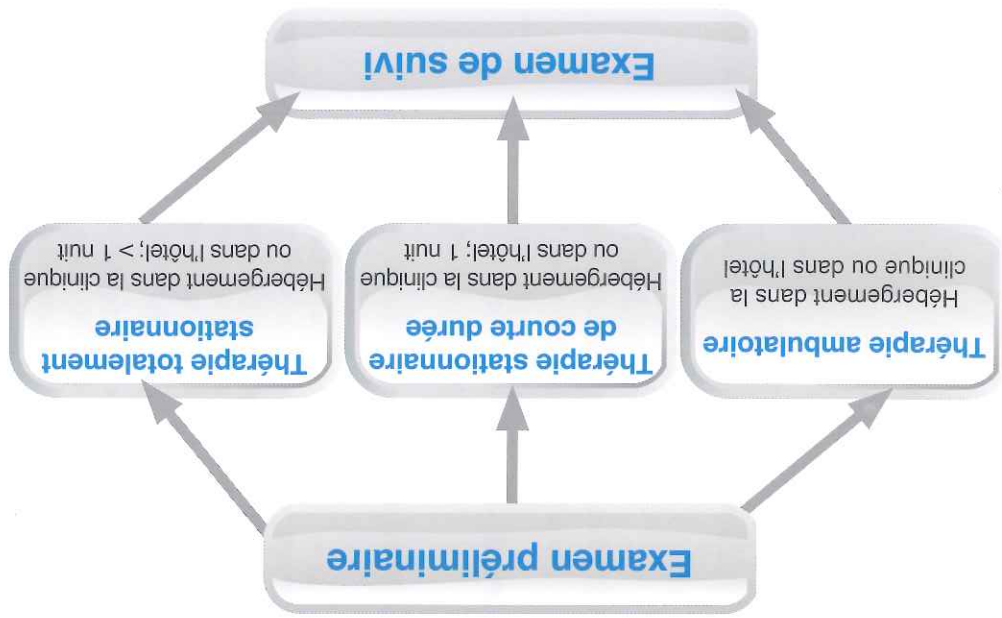 Examen préliminaire
Thérapie ambulatoire
Hébergement dans la
clinique ou dans l'hôtel
Thérapie stationnaire
de courte durée
Hébergement dans la clinique
ou dans l'hôtel; 1 nuit
Thérapie totalement
stationnaire
Hébergement dans la clinique
ou dans l'hôtel; > 1 nuit
Examen de suivi